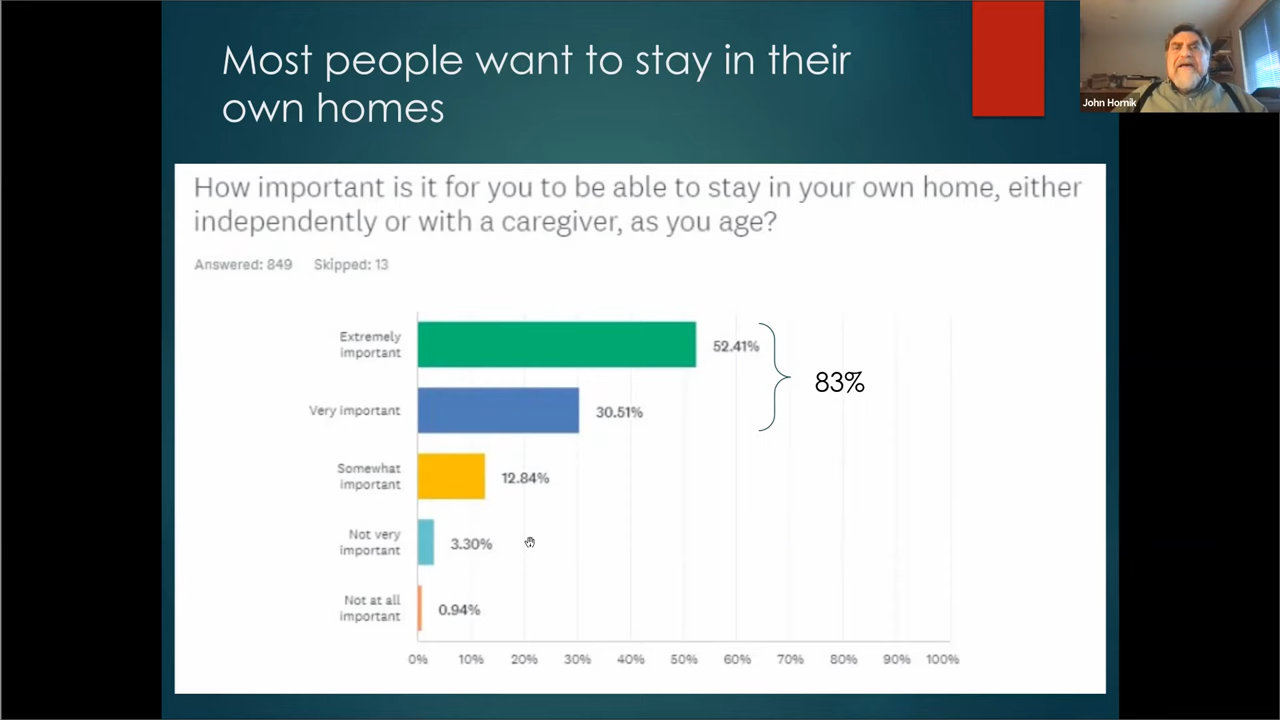 Most people want to stay in their
own homes
John Hornik
How important is it for you to be able to stay in your own home, either
independently or with a caregiver, as you age?
Answered: 849 Skipped: 13
Extremely
important
52.41%
Very important
30.51%
83%
Somewhat
important
12.84%
Not very
important
3.30%
Not at all
important
0.94%
0% 10% 20% 30% 40% 50% 60% 70% 80% 90% 100%